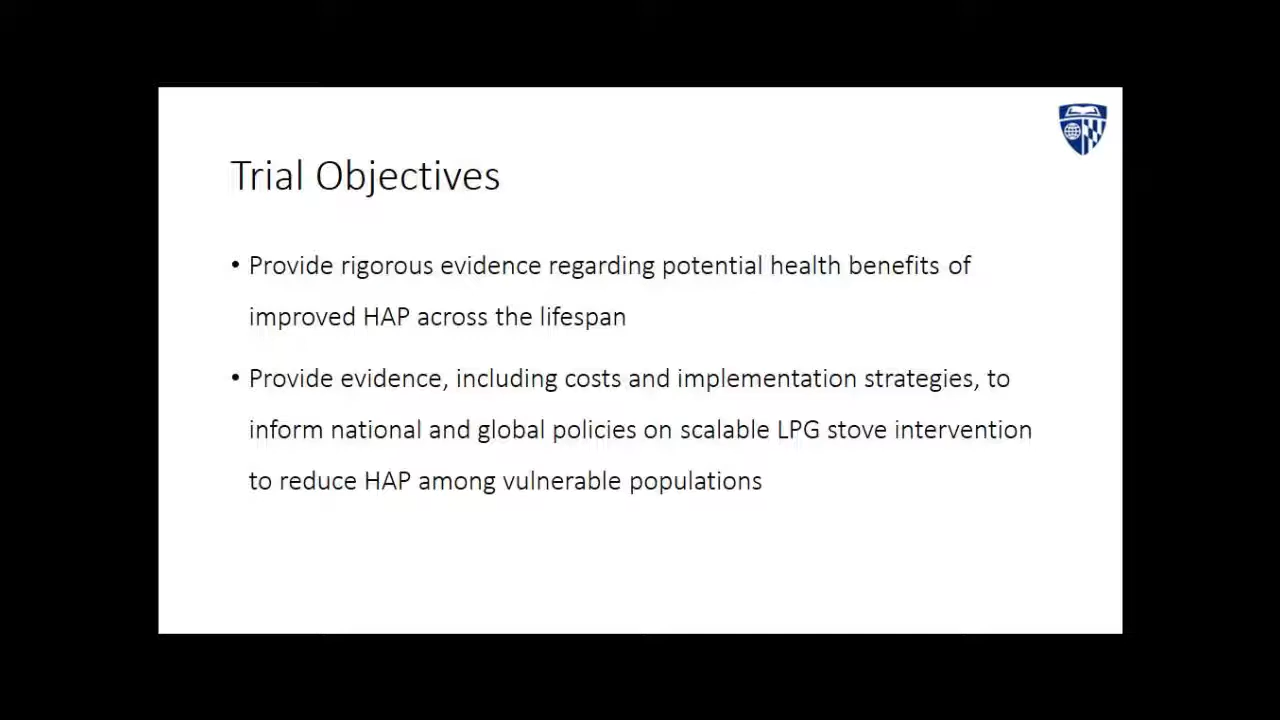 Trial Objectives
• Provide rigorous evidence regarding potential health benefits of
improved HAP across the lifespan
• Provide evidence, including costs and implementation strategies, to
inform national and global policies on scalable LPG stove intervention
to reduce HAP among vulnerable populations